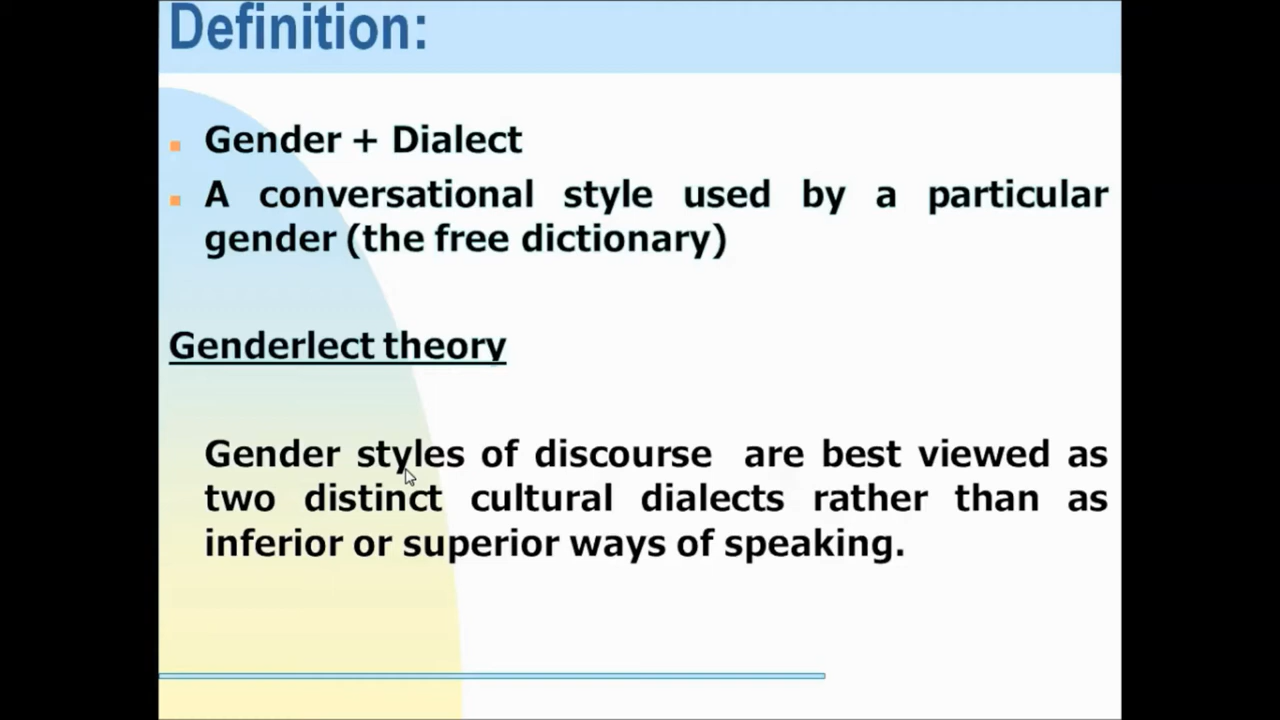 Definition:
Gender + Dialect
A conversational style used by a particular
gender (the free dictionary)
Genderlect theory
Gender styles of discourse are best viewed as
two distinct cultural dialects rather than as
inferior or superior ways of speaking.